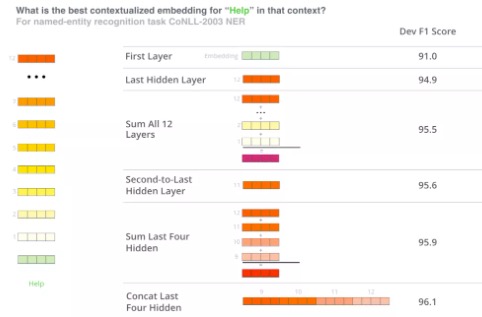 What is the best contextualized embedding for “Help” in that context?
For named-entity recognition task CoNLL-2003 NER
Dev F1 Score
12
First Layer Embedding 91.0
Last Hidden Layer 12 94.9
7
6
5
4
3
2
1
Help
12
Sum All 12
Layers
2
1
95.5
Second-to-Last
Hidden Layer
11
95.6
Sum Last Four
Hidden
12
11
10
9
95.9
9 10 11 12
Concat Last
Four Hidden
96.1